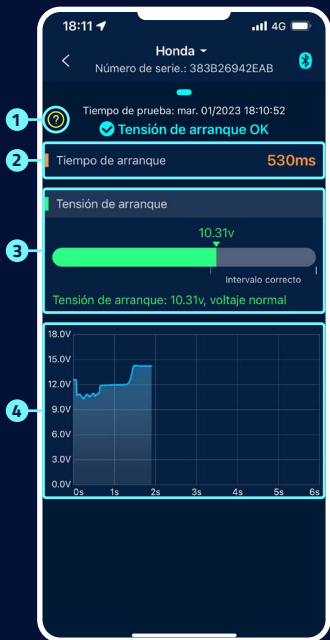 18:11 4G
Honda
Número de serie.: 383B26942EAB
Tiempo de prueba: mar. 01/2023 18:10:52
1 ?
Tensión de arranque OK
2 Tiempo de arranque 530ms
Tensión de arranque
10.31v
3
Intervalo correcto
Tensión de arranque: 10.31v, voltaje normal
18.0V
15.0V
12.0V
4 9.0V
6.0V
3.0V
0.0V
0s 1s 2s 3s 4s 5s 6s